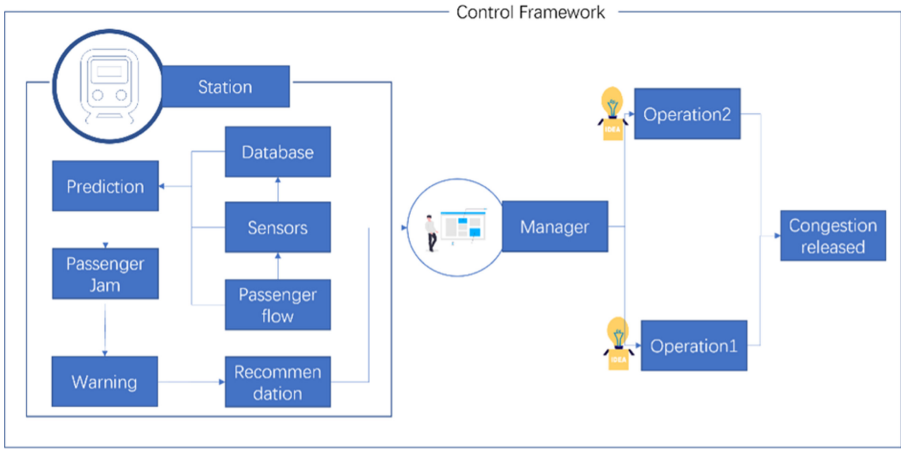 Control Framework
Station
Database
Prediction
Sensors
Passenger
Jam
Passenger
flow
Warning
Recommen
dation
Manager
IDEA
Operation2
IDEA
Operation1
Congestion
released